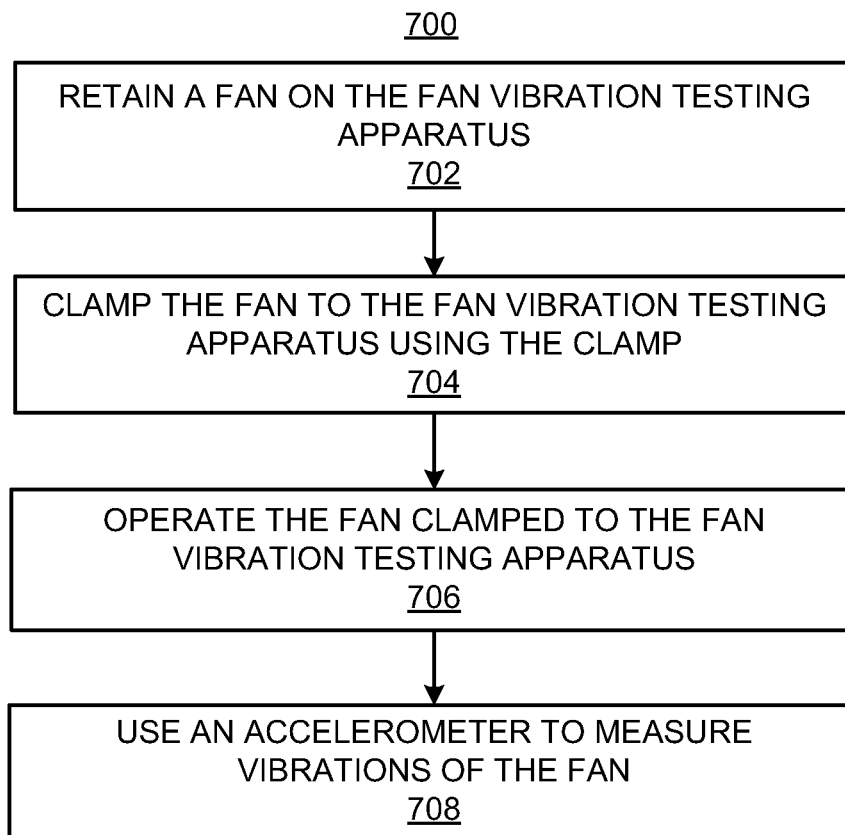 700
RETAIN A FAN ON THE FAN VIBRATION TESTING
APPARATUS
702
CLAMP THE FAN TO THE FAN VIBRATION TESTING
APPARATUS USING THE CLAMP
704
OPERATE THE FAN CLAMPED TO THE FAN
VIBRATION TESTING APPARATUS
706
USE AN ACCELEROMETER TO MEASURE
VIBRATIONS OF THE FAN
708